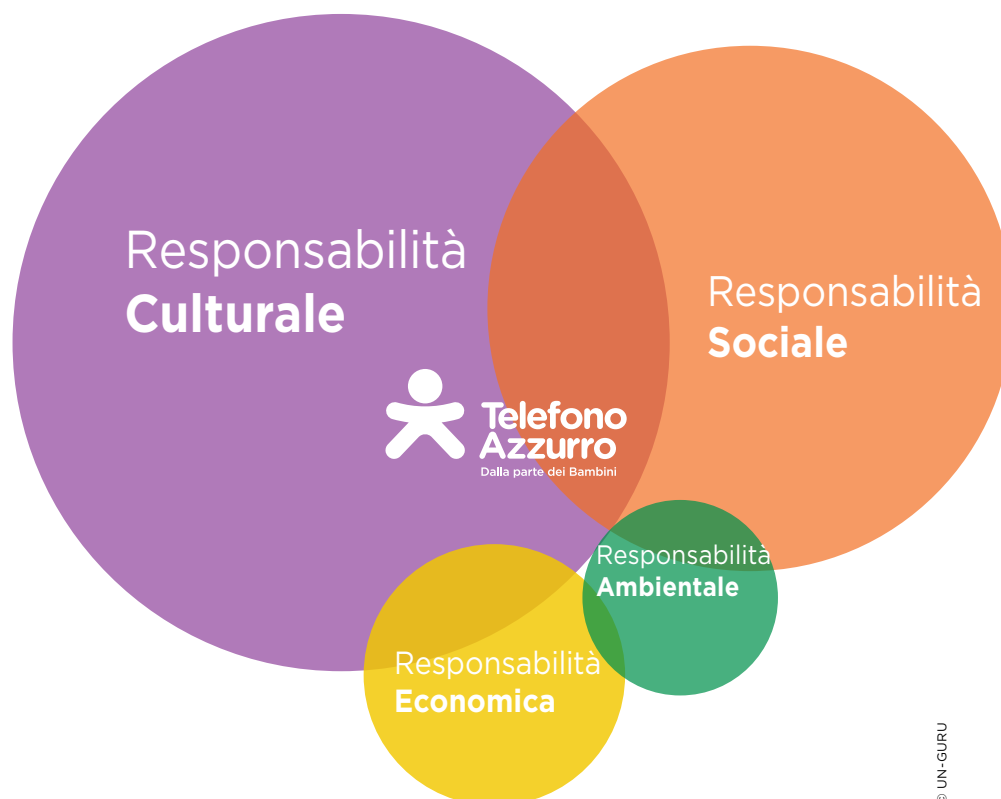 Responsabilità
Culturale
Responsabilità
Sociale
Telefono
Azzurro
Dalla parte dei Bambini
Responsabilità
Ambientale
Responsabilità
Economica
© UN-GURU